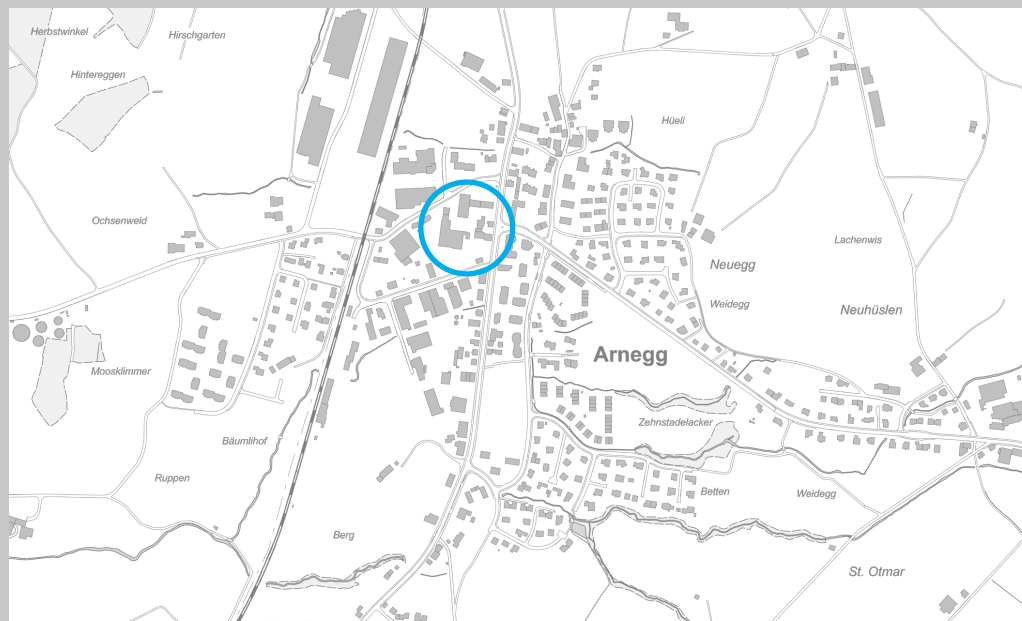 Herbstwinkel
Hirschgarten
Hintereggen
Hüeli
Ochsenweid
Lachenwis
Neuegg
Weidegg
Neuhüslen
Arnegg
Moosklimmer
Zehnstadelacker
Bäumlihof
Ruppen
Betten
Weidegg
Berg
St. Otmar